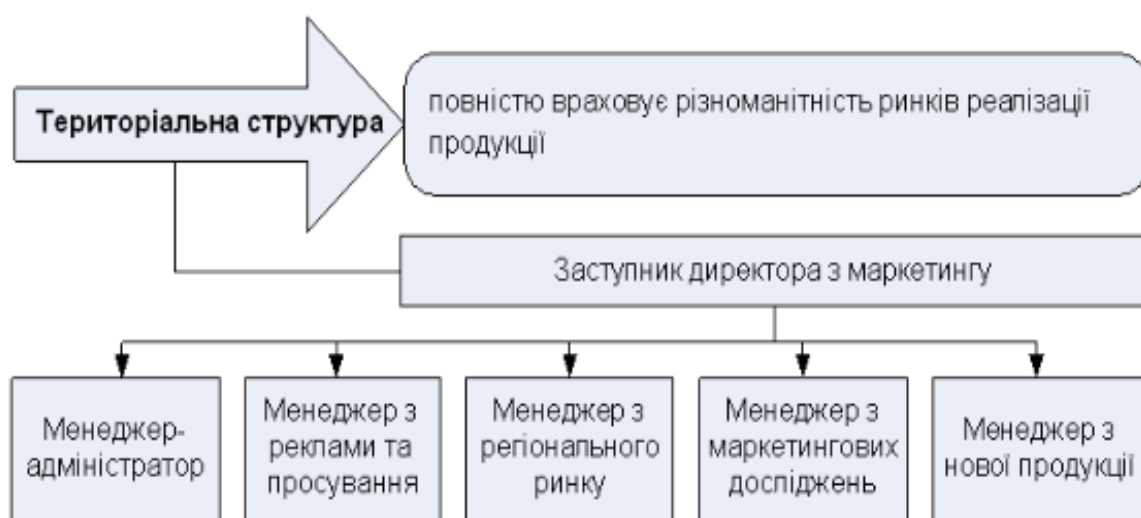 Територіальна структура
повністю враховує різноманітність ринків реалізації
продукції
Заступник директора з маркетингу
Менеджер-
адміністратор
Менеджер з
реклами та
просування
Менеджер з
регіонального
ринку
Менеджер з
маркетингових
досліджень
Менеджер з
нової продукції